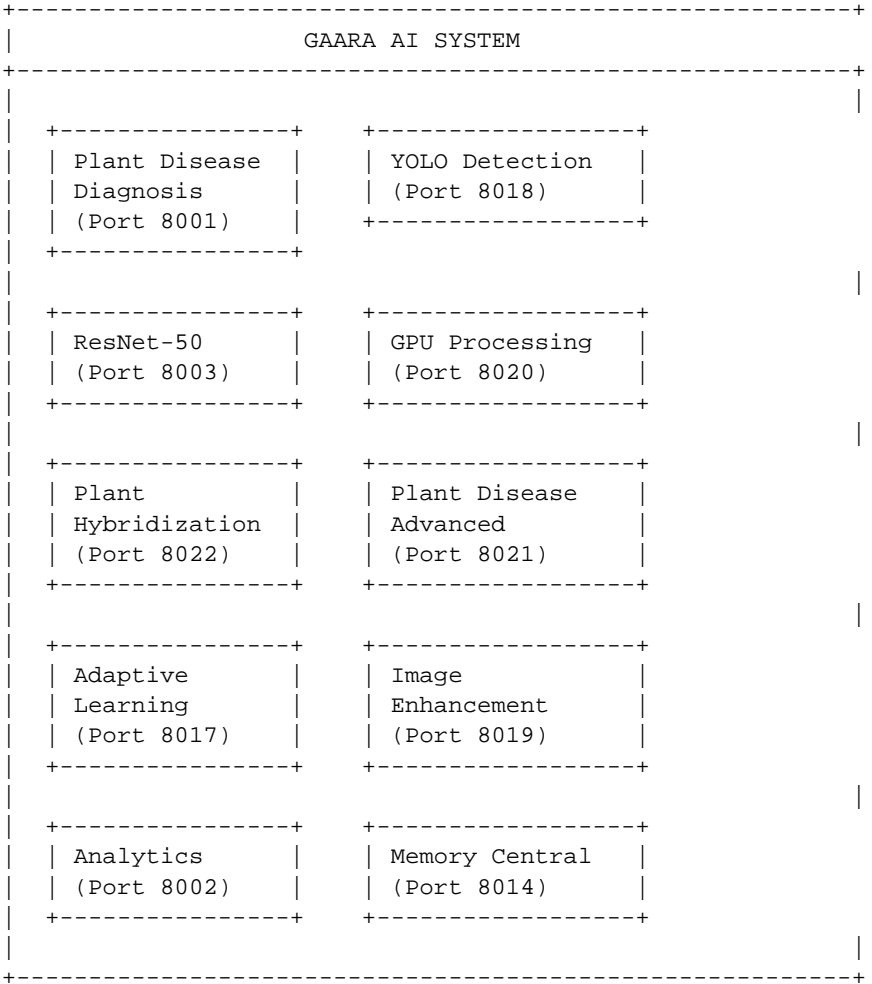 GAARA AI SYSTEM
Plant Disease
Diagnosis
(Port 8001)
YOLO Detection
(Port 8018)
ResNet-50
(Port 8003)
GPU Processing
(Port 8020)
Plant
Hybridization
(Port 8022)
Plant Disease
Advanced
(Port 8021)
Adaptive
Learning
(Port 8017)
Image
Enhancement
(Port 8019)
Analytics
(Port 8002)
Memory Central
(Port 8014)